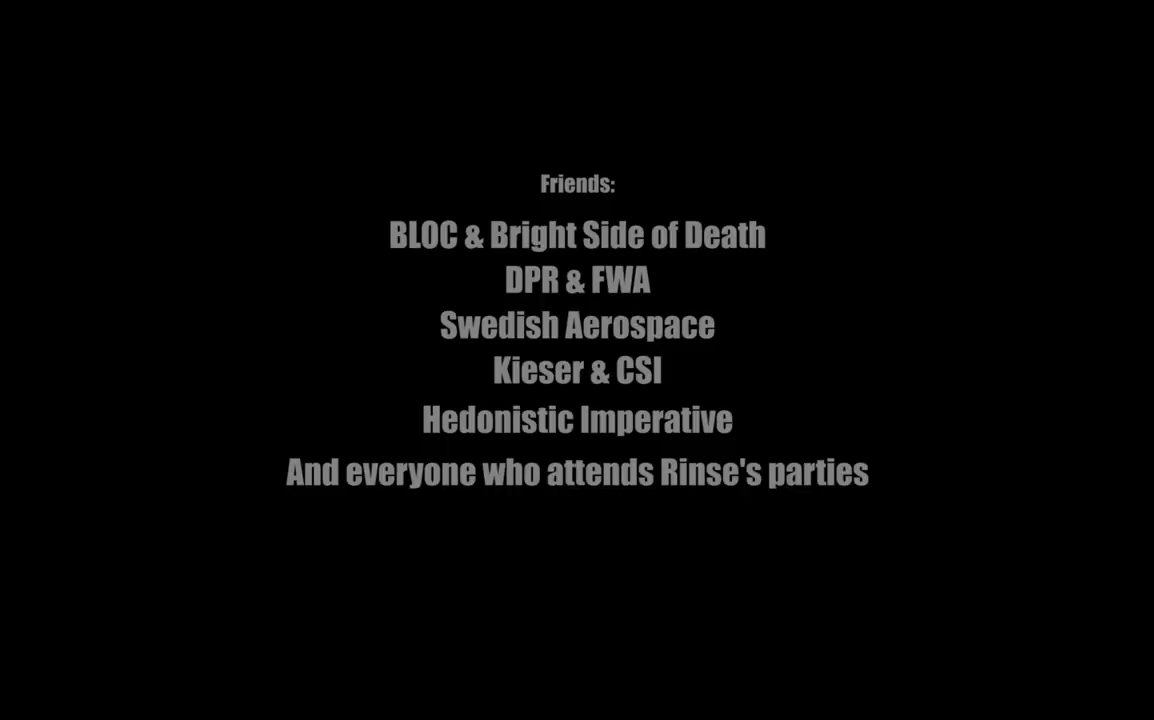 Friends:
BLOC & Bright Side of Death
DPR & FWA
Swedish Aerospace
Kieser & CSI
Hedonistic Imperative
And everyone who attends Rinse's parties